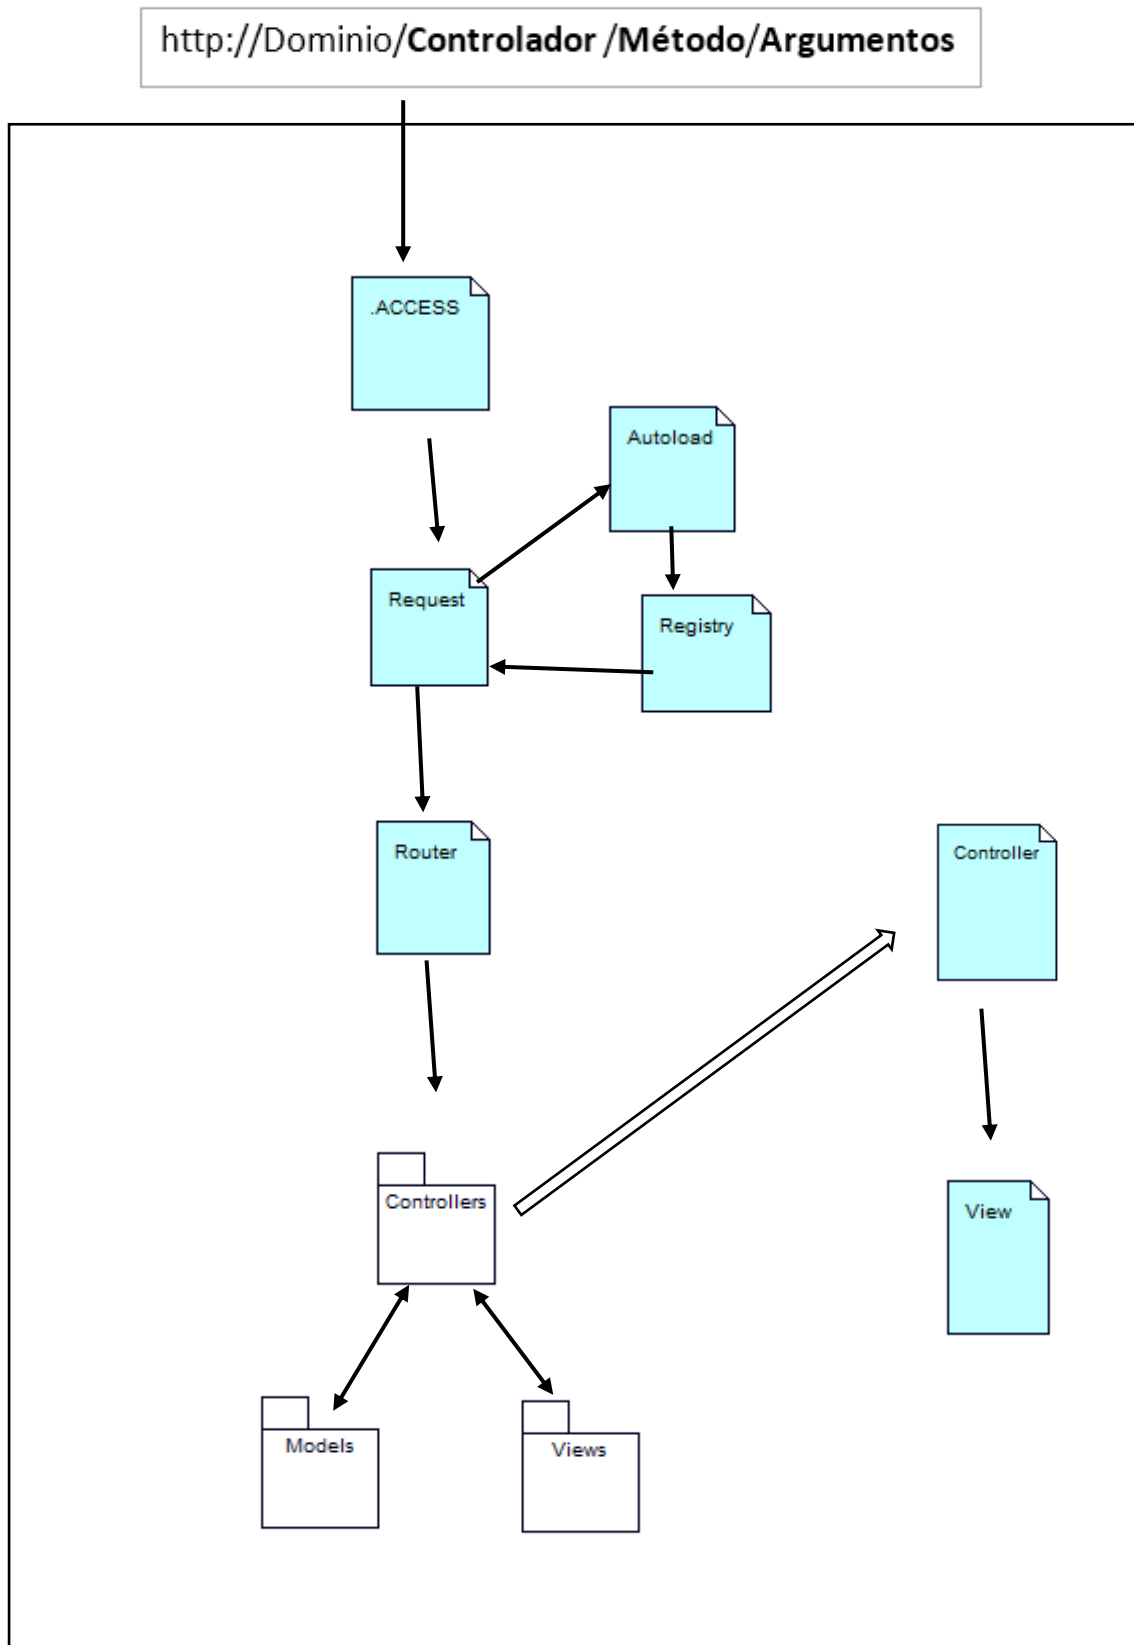 http://Dominio/Controlador /Método/Argumentos
.ACCESS
Autoload
Request
Registry
Router
Controller
Controllers
View
Models
Views